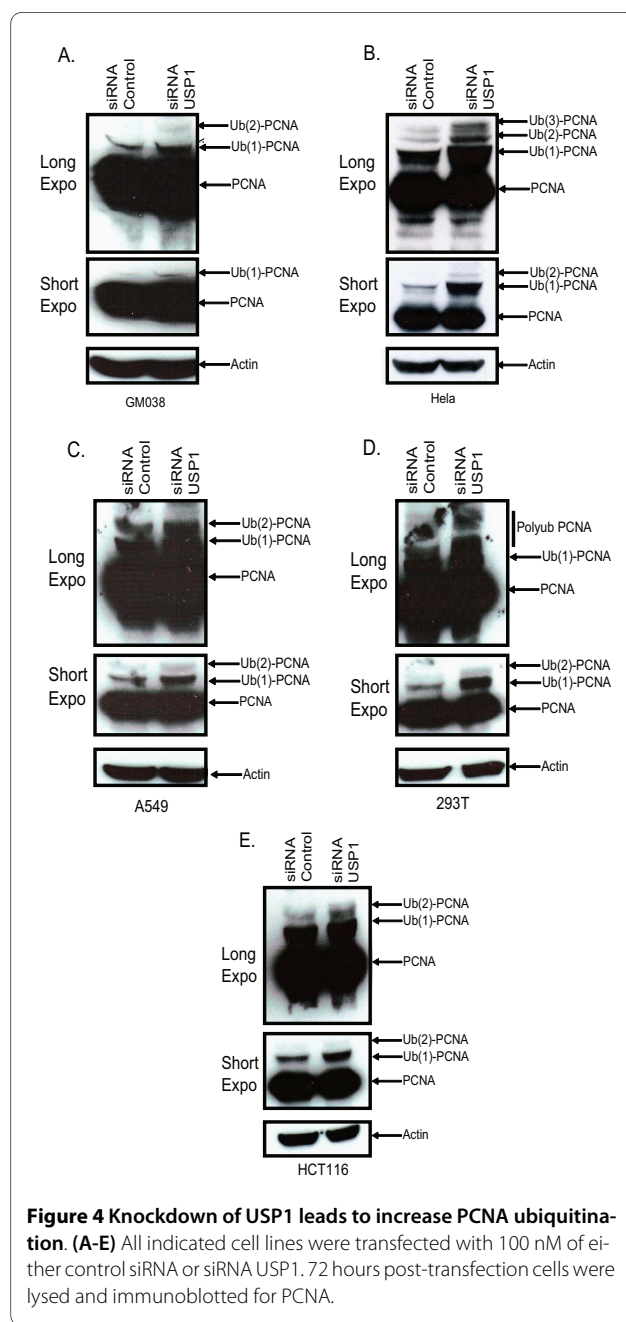 A.
siRNA
Control
siRNA
USP1
Long
Expo
Ub(2)-PCNA
Ub(1)-PCNA
PCNA
Short
Expo
Ub(1)-PCNA
PCNA
Actin
GM038
B.
siRNA
Control
siRNA
USP1
Long
Expo
Ub(3)-PCNA
Ub(2)-PCNA
Ub(1)-PCNA
PCNA
Short
Expo
Ub(2)-PCNA
Ub(1)-PCNA
PCNA
Actin
Hela
C.
siRNA
Control
siRNA
USP1
Long
Expo
Ub(2)-PCNA
Ub(1)-PCNA
PCNA
Short
Expo
Ub(2)-PCNA
Ub(1)-PCNA
PCNA
Actin
A549
D.
siRNA
Control
siRNA
USP1
Long
Expo
Polyub PCNA
Ub(1)-PCNA
PCNA
Short
Expo
Ub(2)-PCNA
Ub(1)-PCNA
PCNA
Actin
293T
E.
siRNA
Control
siRNA
USP1
Long
Expo
Ub(2)-PCNA
Ub(1)-PCNA
PCNA
Short
Expo
Ub(2)-PCNA
Ub(1)-PCNA
PCNA
Actin
HCT116
Figure 4 Knockdown of USP1 leads to increase PCNA ubiquitina-
tion. (A-E) All indicated cell lines were transfected with 100 nM of ei-
ther control siRNA or siRNA USP1. 72 hours post-transfection cells were
lysed and immunoblotted for PCNA.